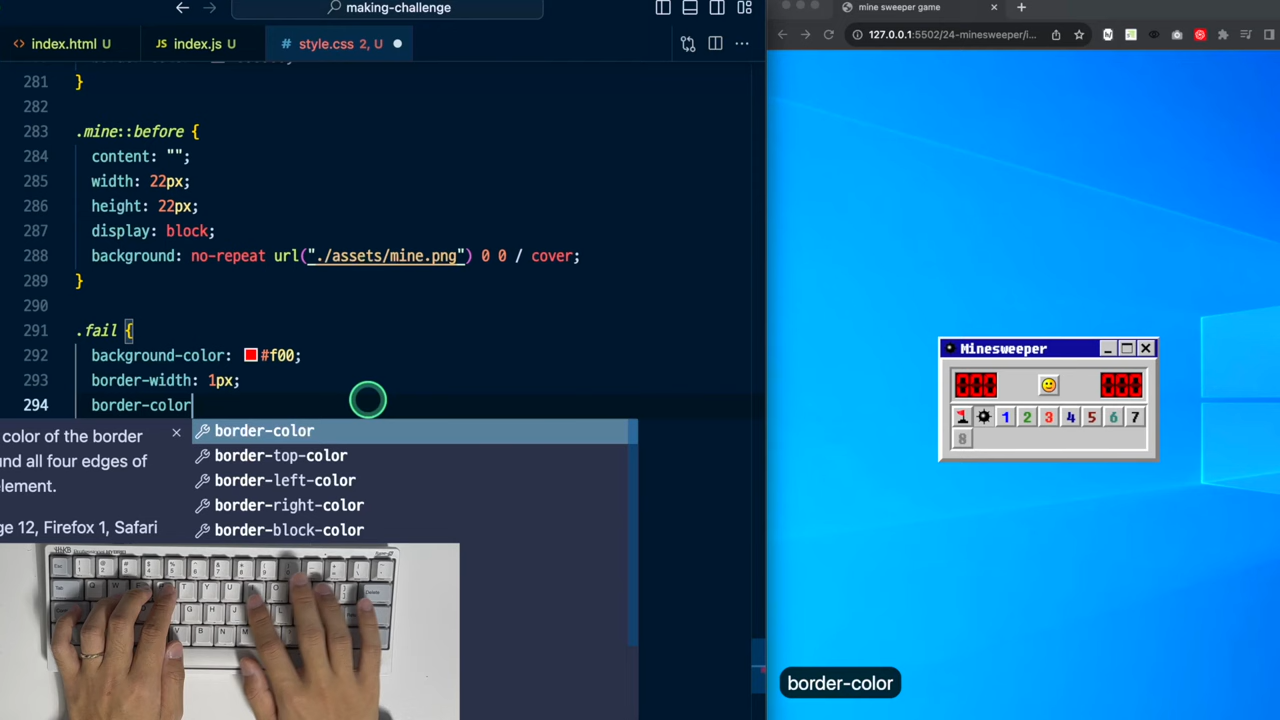 making-challenge
index.html U
index.js U
style.css 2, U
281 }
282
283 .mine::before {
284 content: "";
285 width: 22px;
286 height: 22px;
287 display: block;
288 background: no-repeat url("./assets/mine.png") 0 0 / cover;
289 }
290
291 .fail {
292 background-color: #f00;
293 border-width: 1px;
294 border-color
color of the border
und all four edges of
lement.
ge 12, Firefox 1, Safari
border-color
border-top-color
border-left-color
border-right-color
border-block-color
mine sweeper game
127.0.0.1:5502/24-minesweeper/i...
Minesweeper
000 000
1 2 3 4 5 6 7
8
border-color